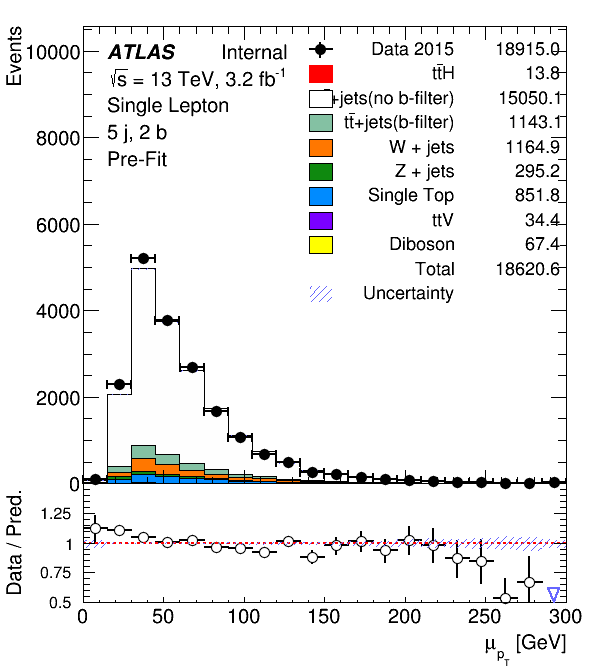 Events
10000
8000
6000
4000
2000
0
ATLAS Internal
√s = 13 TeV, 3.2 fb⁻¹
Single Lepton
5 j, 2 b
Pre-Fit
Data 2015 18915.0
tt̄H 13.8
+jets(no b-filter) 15050.1
tt̄+jets(b-filter) 1143.1
W + jets 1164.9
Z + jets 295.2
Single Top 851.8
ttV 34.4
Diboson 67.4
Total 18620.6
Uncertainty
Data / Pred.
1.25
1
0.75
0.5
0 50 100 150 200 250 300
μ_pT [GeV]